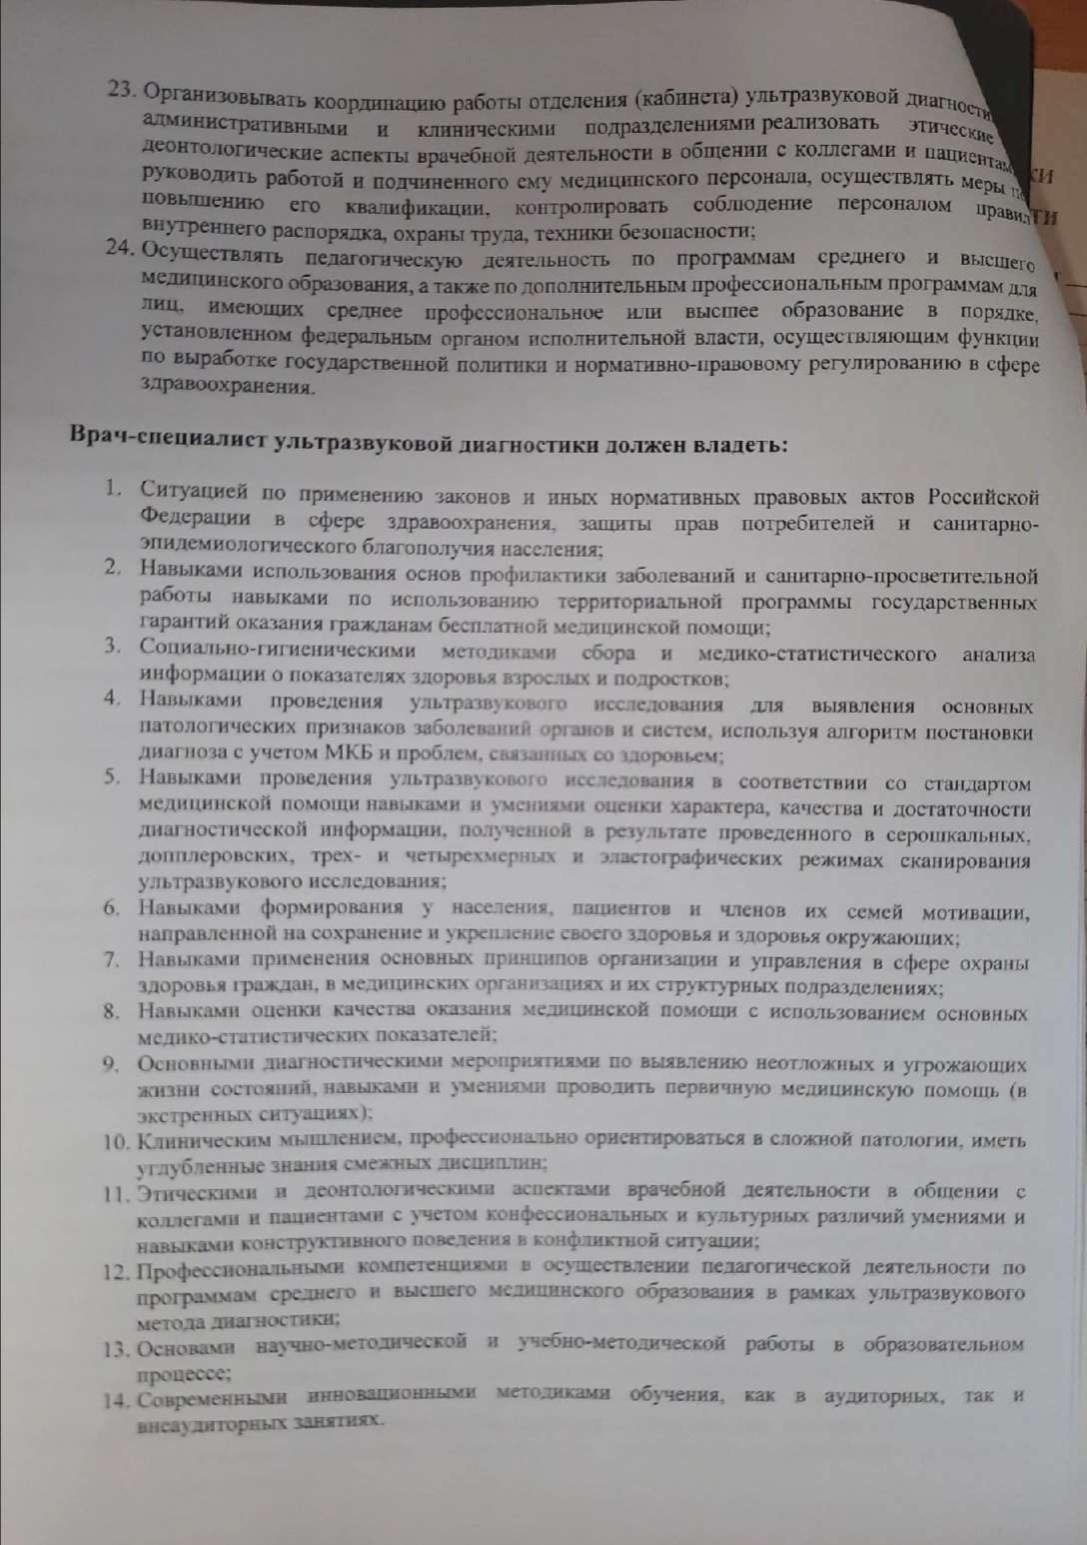 23. Организовывать координацию работы отделения (кабинета) ультразвуковой
административными и клиническими подразделениями реализовать этические
деонтологические аспекты врачебной деятельности в общении с коллегами и
руководить работой и подчиненного ему медицинского персонала, осуществлять меры
КИ
повышению его квалификации, контролировать соблюдение персоналом
ТИ
внутреннего распорядка, охраны труда, техники безопасности;
24. Осуществлять педагогическую деятельность по программам среднего и высшего
медицинского образования, а также по дополнительным профессиональным программам для
лиц, имеющих среднее профессиональное или высшее образование в порядке,
установленном федеральным органом исполнительной власти, осуществляющим функции
по выработке государственной политики и нормативно-правовому регулированию в сфере
здравоохранения.
Врач-специалист ультразвуковой диагностики должен владеть:
1. Ситуацией по применению законов и иных нормативных правовых актов Российской
Федерации в сфере здравоохранения, защиты прав потребителей и санитарно-
эпидемиологического благополучия населения;
2. Навыками использования основ профилактики заболеваний и санитарно-просветительной
работы навыками по использованию территориальной программы государственных
гарантий оказания гражданам бесплатной медицинской помощи;
3. Социально-гигиеническими методиками сбора и медико-статистического анализа
информации о показателях здоровья взрослых и подростков;
4. Навыками проведения ультразвукового исследования для выявления основных
патологических признаков заболеваний органов и систем, используя алгоритм постановки
диагноза с учетом МКБ и проблем, связанных со здоровьем;
5. Навыками проведения ультразвукового исследования в соответствии со стандартом
медицинской помощи навыками и умениями оценки характера, качества и достаточности
диагностической информации, полученной в результате проведенного в серошкальных,
допплеровских, трех- и четырехмерных и эластографических режимах сканирования
ультразвукового исследования;
6. Навыками формирования у населения, пациентов и членов их семей мотивации,
направленной на сохранение и укрепление своего здоровья и здоровья окружающих;
7. Навыками применения основных принципов организации и управления в сфере охраны
здоровья граждан, в медицинских организациях и их структурных подразделениях;
8. Навыками оценки качества оказания медицинской помощи с использованием основных
медико-статистических показателей;
9. Основными диагностическими мероприятиями по выявлению неотложных и угрожающих
жизни состояний, навыками и умениями проводить первичную медицинскую помощь (в
экстренных ситуациях);
10. Клиническим мышлением, профессионально ориентироваться в сложной патологии, иметь
углубленные знания смежных дисциплин;
11. Этическими и деонтологическими аспектами врачебной деятельности в общении с
коллегами и пациентами с учетом конфессиональных и культурных различий умениями и
навыками конструктивного поведения в конфликтной ситуации;
12. Профессиональными компетенциями в осуществлении педагогической деятельности по
программам среднего и высшего медицинского образования в рамках ультразвукового
метода диагностики;
13. Основами научно-методической и учебно-методической работы в образовательном
процессе;
14. Современными инновационными методиками обучения, как в аудиторных, так и
внеаудиторных занятиях.